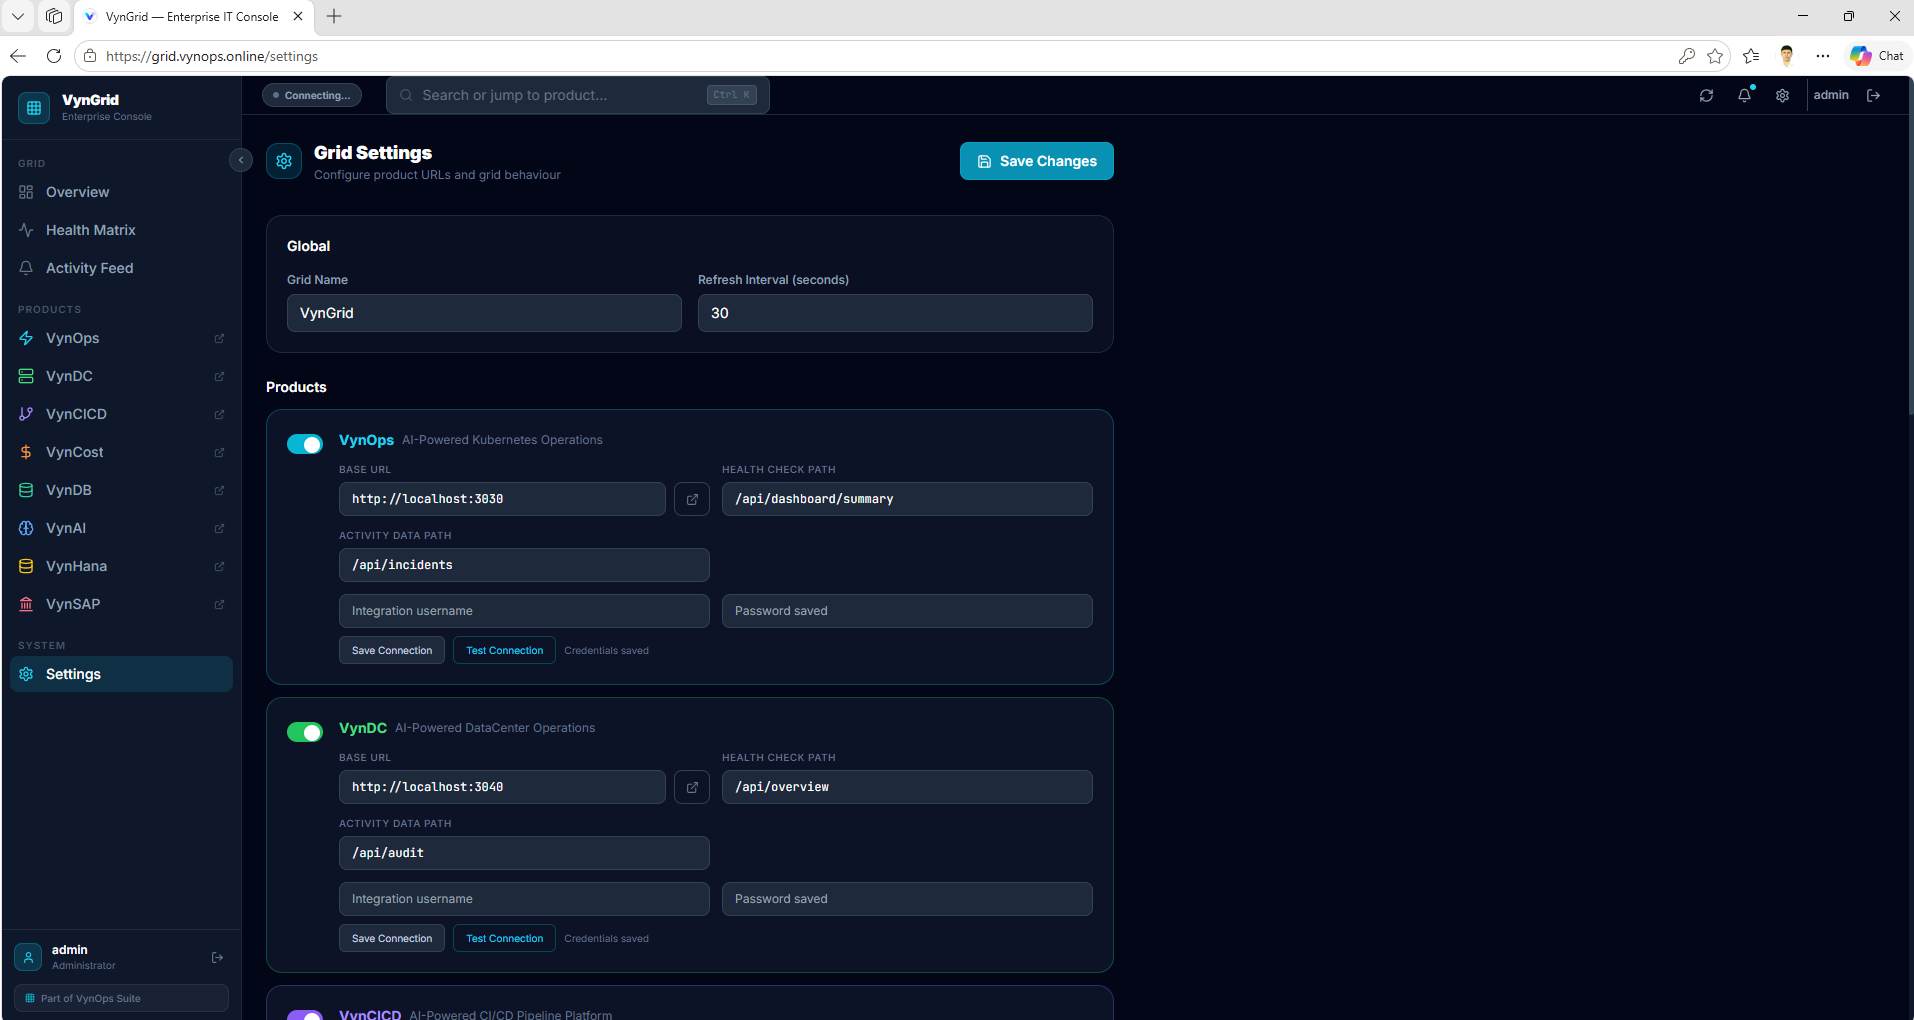 VynGrid — Enterprise IT Console
https://grid.vynops.online/settings
Chat
VynGrid
Enterprise Console
Connecting...
Search or jump to product...
Ctrl K
admin
GRID
Overview
Health Matrix
Activity Feed
PRODUCTS
VynOps
VynDC
VynCICD
VynCost
VynDB
VynAI
VynHana
VynSAP
SYSTEM
Settings
admin
Administrator
Part of VynOps Suite
Grid Settings
Configure product URLs and grid behaviour
Save Changes
Global
Grid Name
Refresh Interval (seconds)
VynGrid
30
Products
VynOps AI-Powered Kubernetes Operations
BASE URL
HEALTH CHECK PATH
http://localhost:3030
/api/dashboard/summary
ACTIVITY DATA PATH
/api/incidents
Integration username
Password saved
Save Connection
Test Connection
Credentials saved
VynDC AI-Powered DataCenter Operations
BASE URL
HEALTH CHECK PATH
http://localhost:3040
/api/overview
ACTIVITY DATA PATH
/api/audit
Integration username
Password saved
Save Connection
Test Connection
Credentials saved
VynCICD AI-Powered CI/CD Pipeline Platform